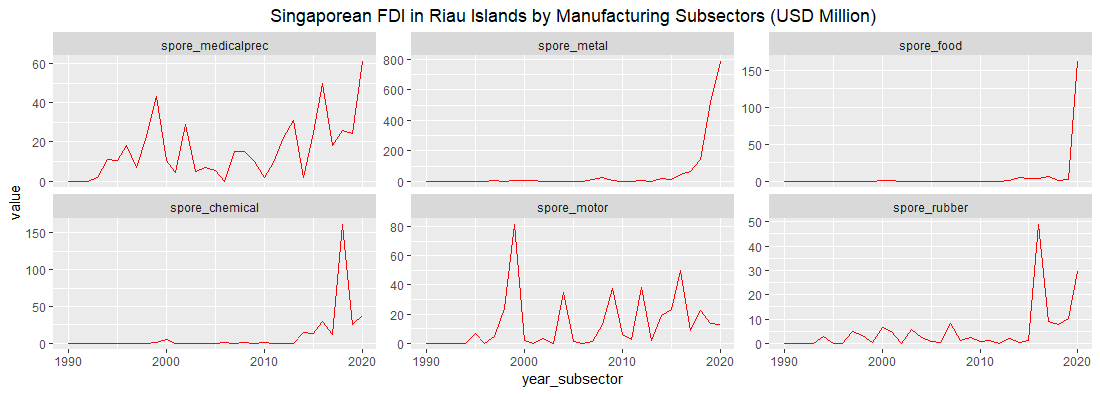 Singaporean FDI in Riau Islands by Manufacturing Subsectors (USD Million)
spore_medicalprec
spore_metal
spore_food
60
40
20
0
800
600
400
200
0
150
100
50
0
value
spore_chemical
spore_motor
spore_rubber
150
100
50
0
80
60
40
20
0
50
40
30
20
10
0
1990 2000 2010 2020
1990 2000 2010 2020
1990 2000 2010 2020
year_subsector